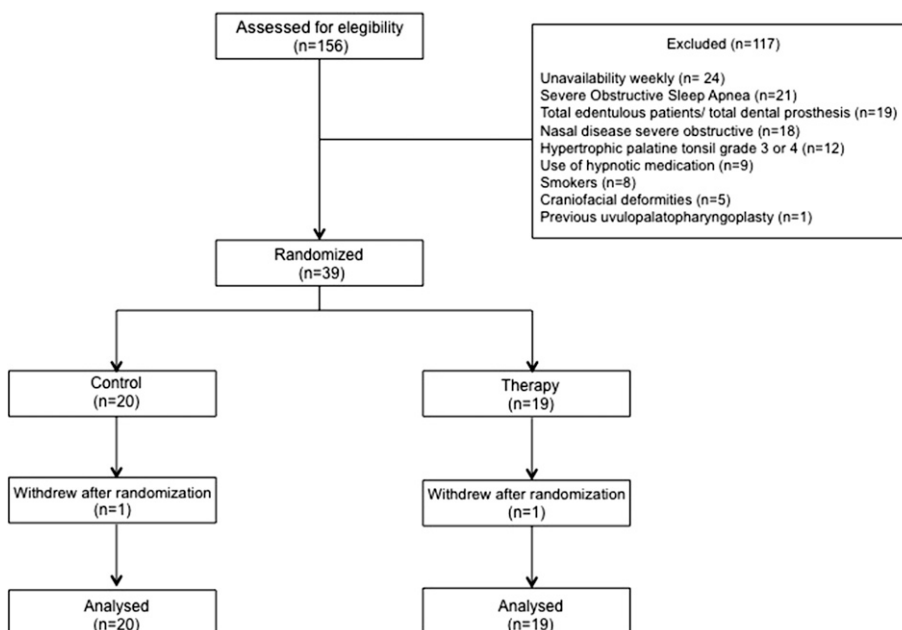 Assessed for elegibility
(n=156)
Excluded (n=117)
Unavailability weekly (n= 24)
Severe Obstructive Sleep Apnea (n=21)
Total edentulous patients/ total dental prosthesis (n=19)
Nasal disease severe obstructive (n=18)
Hypertrophic palatine tonsil grade 3 or 4 (n=12)
Use of hypnotic medication (n=9)
Smokers (n=8)
Craniofacial deformities (n=5)
Previous uvulopalatopharyngoplasty (n=1)
Randomized
(n=39)
Control
(n=20)
Therapy
(n=19)
Withdrew after randomization
(n=1)
Withdrew after randomization
(n=1)
Analysed
(n=20)
Analysed
(n=19)